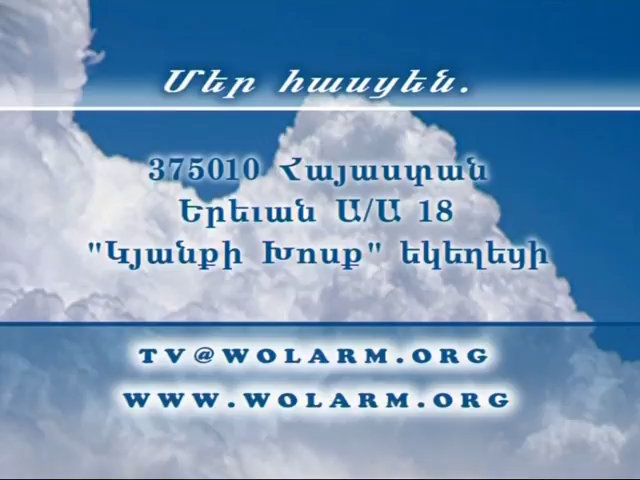 Մեր հասցեն.
375010 Հայաստան
Երեւան Ա/Ա 18
"Կյանքի Խոսք" եկեղեցի
TV@WOLARM.ORG
WWW.WOLARM.ORG